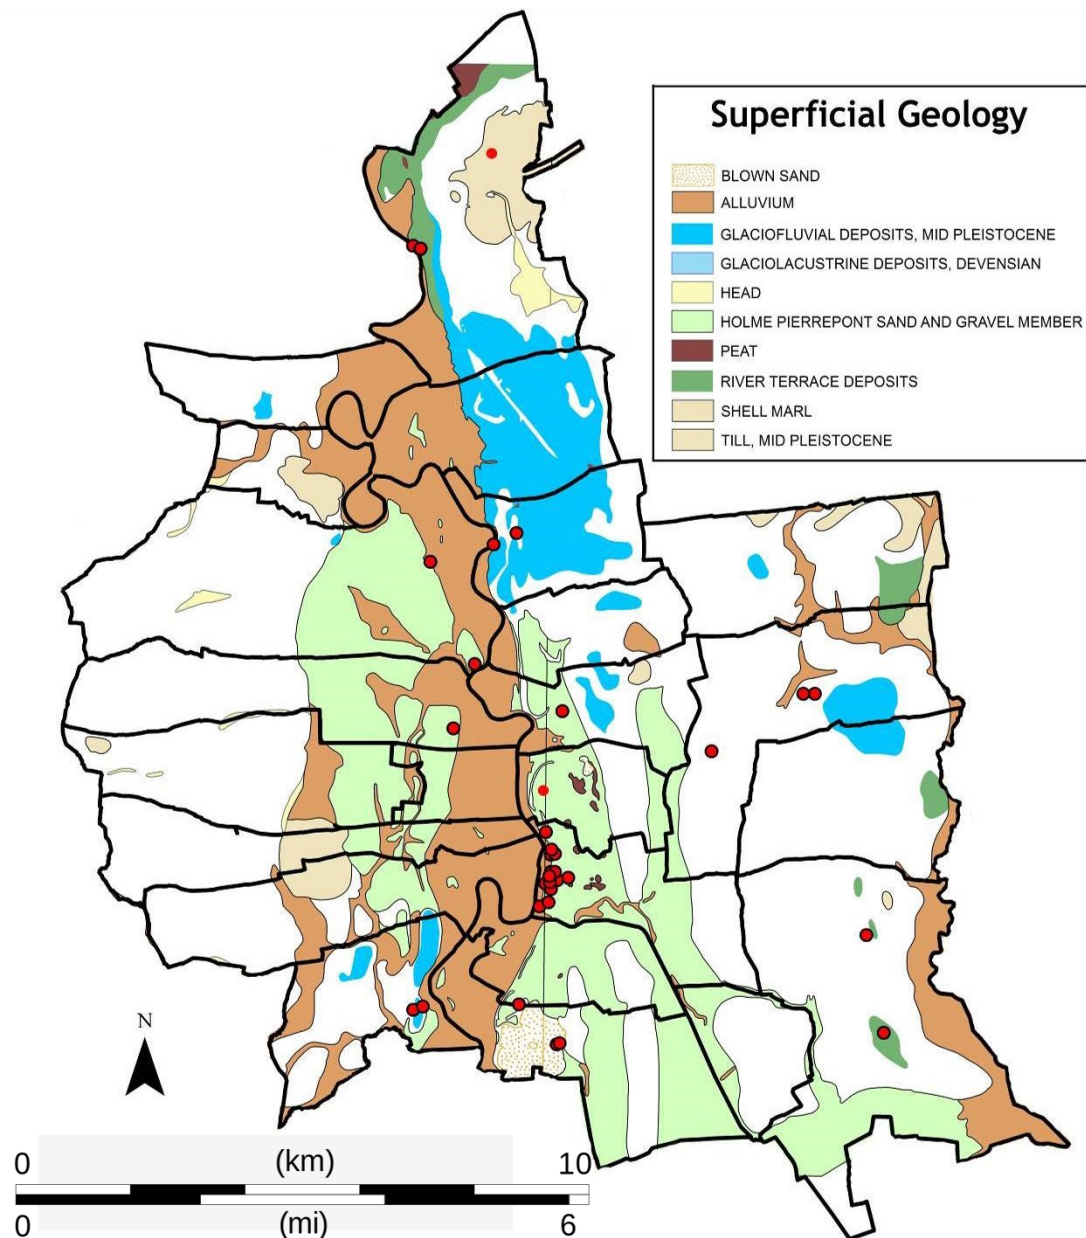 Superficial Geology
BLOWN SAND
ALLUVIUM
GLACIOFLUVIAL DEPOSITS, MID PLEISTOCENE
GLACIOLACUSTRINE DEPOSITS, DEVENSIAN
HEAD
HOLME PIERREPONT SAND AND GRAVEL MEMBER
PEAT
RIVER TERRACE DEPOSITS
SHELL MARL
TILL, MID PLEISTOCENE
N
0 (km) 10
0 (mi) 6